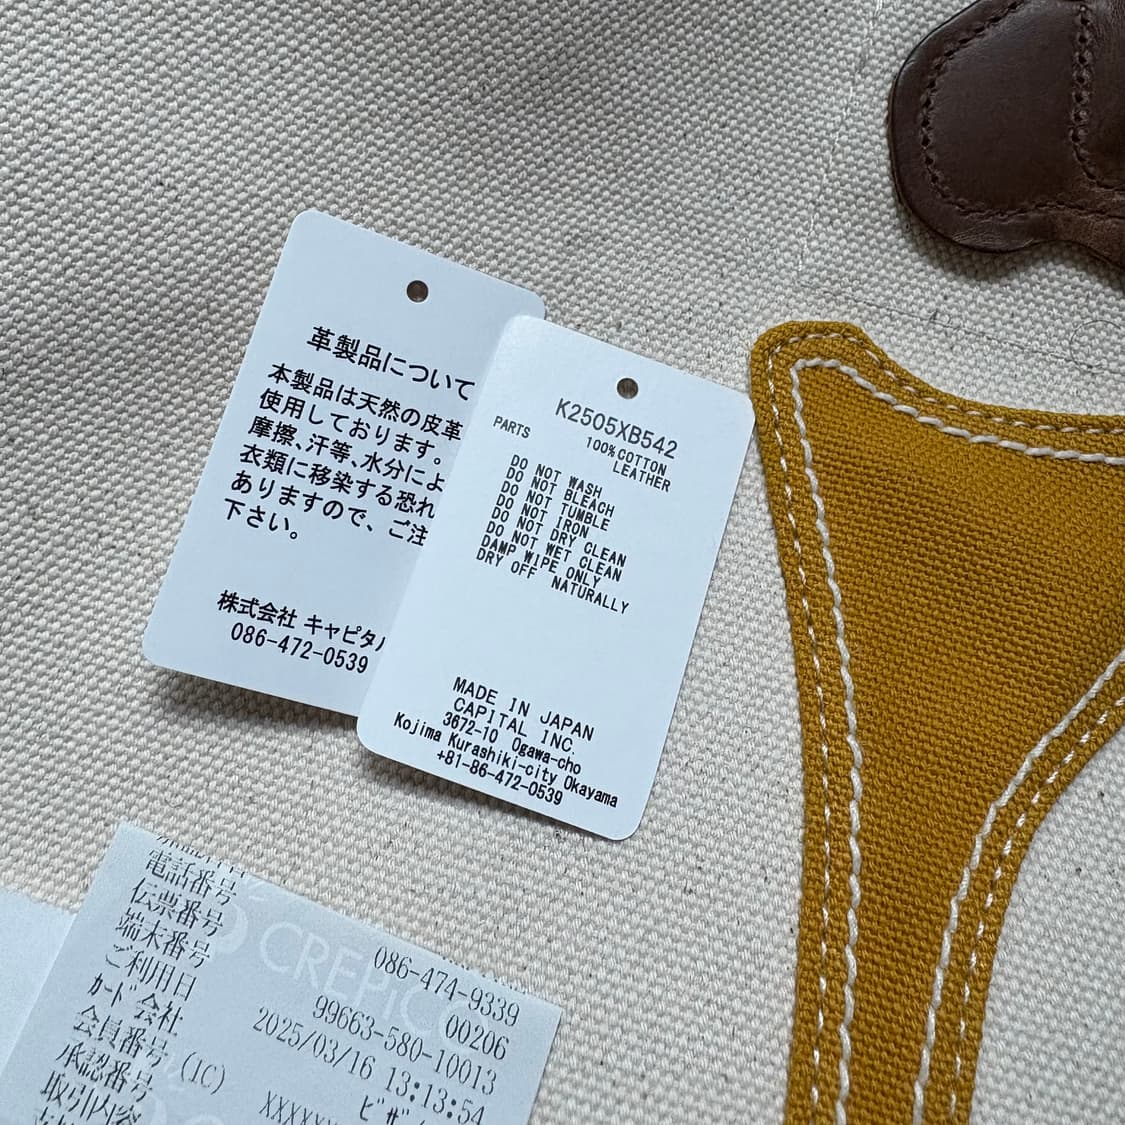 革製品について
本製品は天然の皮革
使用しております。
摩擦、汗等、水分によ
衣類に移染する恐れ
ありますので、ご注
下さい。
株式会社 キャピタル
086-472-0539
K2505XB542
100%COTTON
PARTS LEATHER
DO NOT WASH
DO NOT BLEACH
DO NOT TUMBLE
DO NOT IRON
DO NOT DRY CLEAN
DO NOT WET CLEAN
DAMP WIPE ONLY
DRY OFF NATURALLY
MADE IN JAPAN
CAPITAL INC.
3672-10 Ogawa-cho
Kojima Kurashiki-city Okayama
+81-86-472-0539
CREPiCO
電話番号 086-474-9339
伝票番号 00206
端末番号 99663-580-10013
ご利用日 2025/03/16 13:13:54
カード会社 ビザ
会員番号 (IC) XXXXXX
承認番号
取引内容